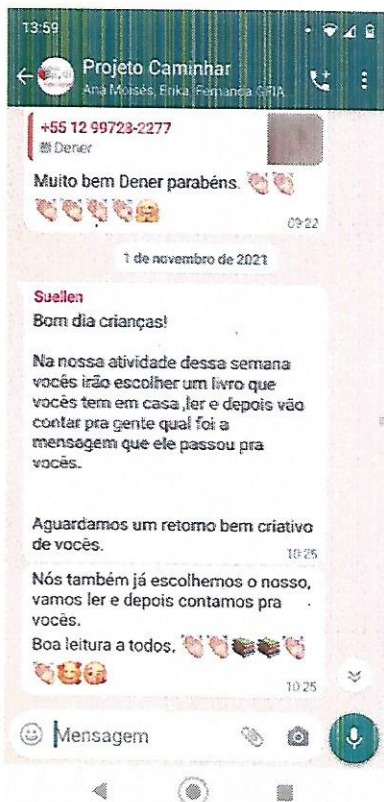 13:59
Projeto Caminhar
Ana Moisés, Erika, Fernanda GFIA
+55 12 99723-2277
Dener
Muito bem Dener parabéns. 👏👏
👏👏👏👏🤗
09:22
1 de novembro de 2021
Suellen
Bom dia crianças!
Na nossa atividade dessa semana
vocês irão escolher um livro que
vocês tem em casa ,ler e depois vão
contar pra gente qual foi a
mensagem que ele passou pra
vocês.
Aguardamos um retorno bem criativo
de vocês.
10:25
Nós também já escolhemos o nosso,
vamos ler e depois contamos pra
vocês.
Boa leitura a todos. 👏👏📚📚👏
👏🥰😘
10:25
Mensagem